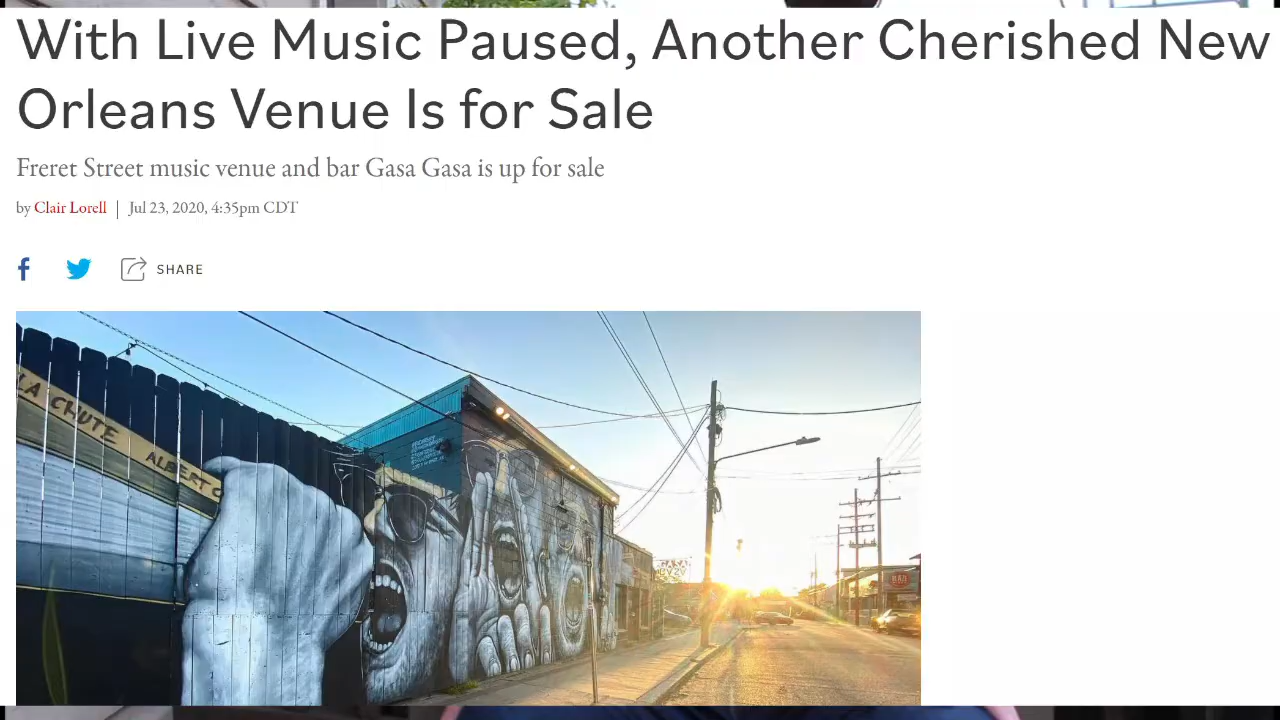 With Live Music Paused, Another Cherished New
Orleans Venue Is for Sale
Freret Street music venue and bar Gasa Gasa is up for sale
by Clair Lorell | Jul 23, 2020, 4:35pm CDT
SHARE
LA CHUTE
ALBERT C